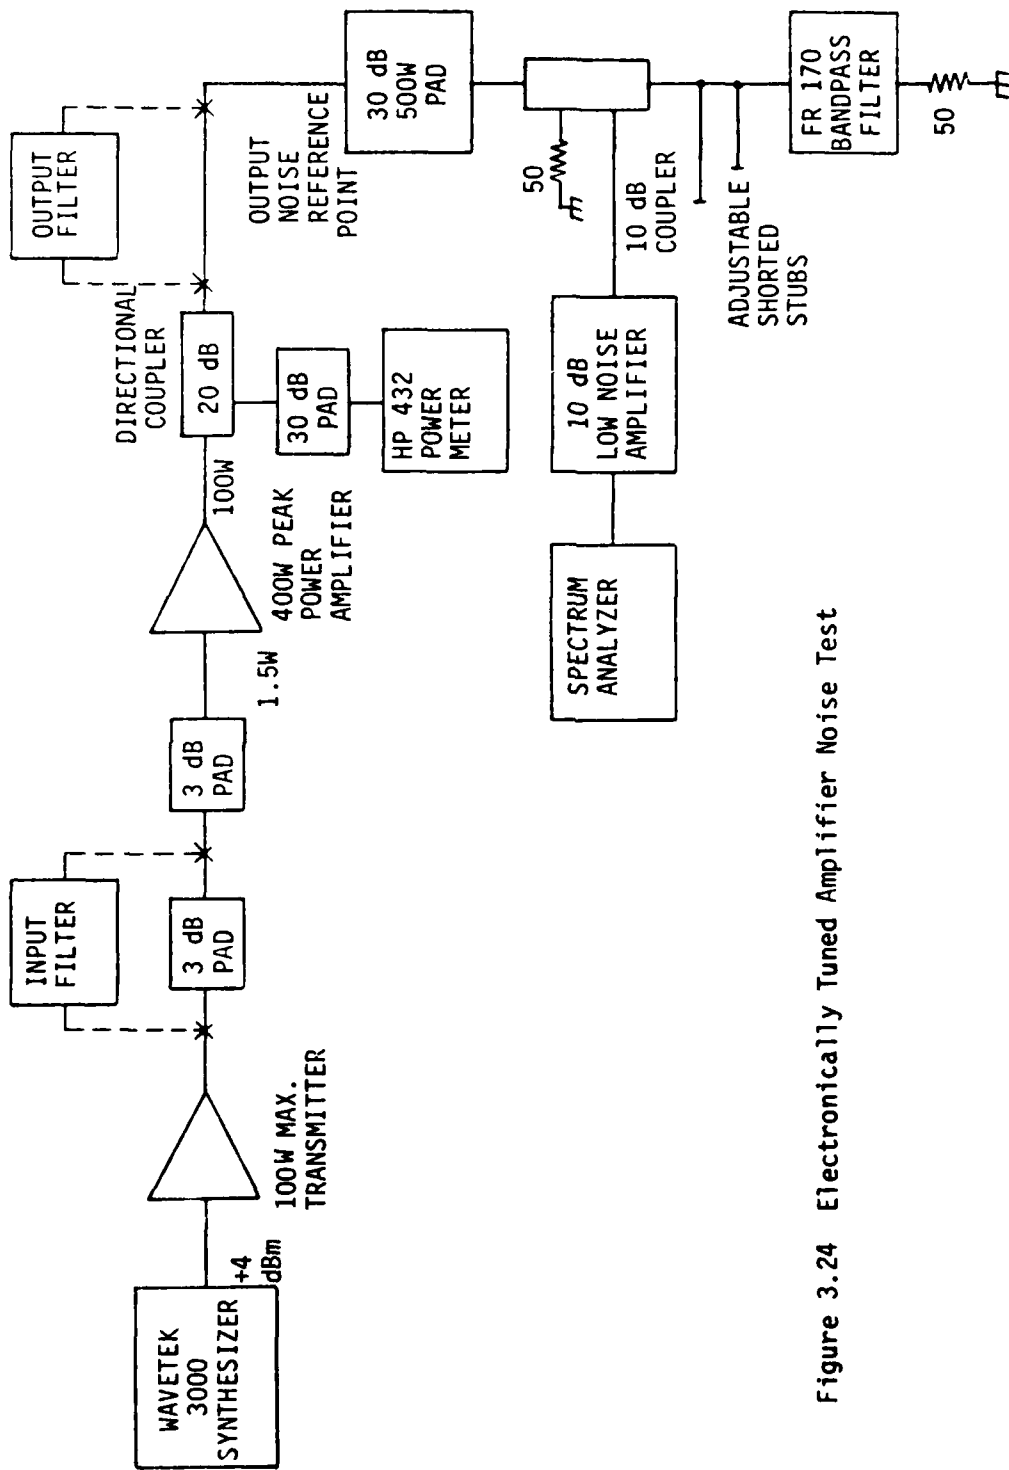 WAVETEK
3000
SYNTHESIZER
+4
dBm
100W MAX.
TRANSMITTER
INPUT
FILTER
3 dB
PAD
3 dB
PAD
1.5W
400W PEAK
POWER
AMPLIFIER
100W
DIRECTIONAL
COUPLER
20 dB
30 dB
PAD
HP 432
POWER
METER
OUTPUT
FILTER
OUTPUT
NOISE
REFERENCE
POINT
30 dB
500W
PAD
50
10 dB
COUPLER
10 dB
LOW NOISE
AMPLIFIER
SPECTRUM
ANALYZER
ADJUSTABLE
SHORTED
STUBS
FR 170
BANDPASS
FILTER
50
Figure 3.24 Electronically Tuned Amplifier Noise Test